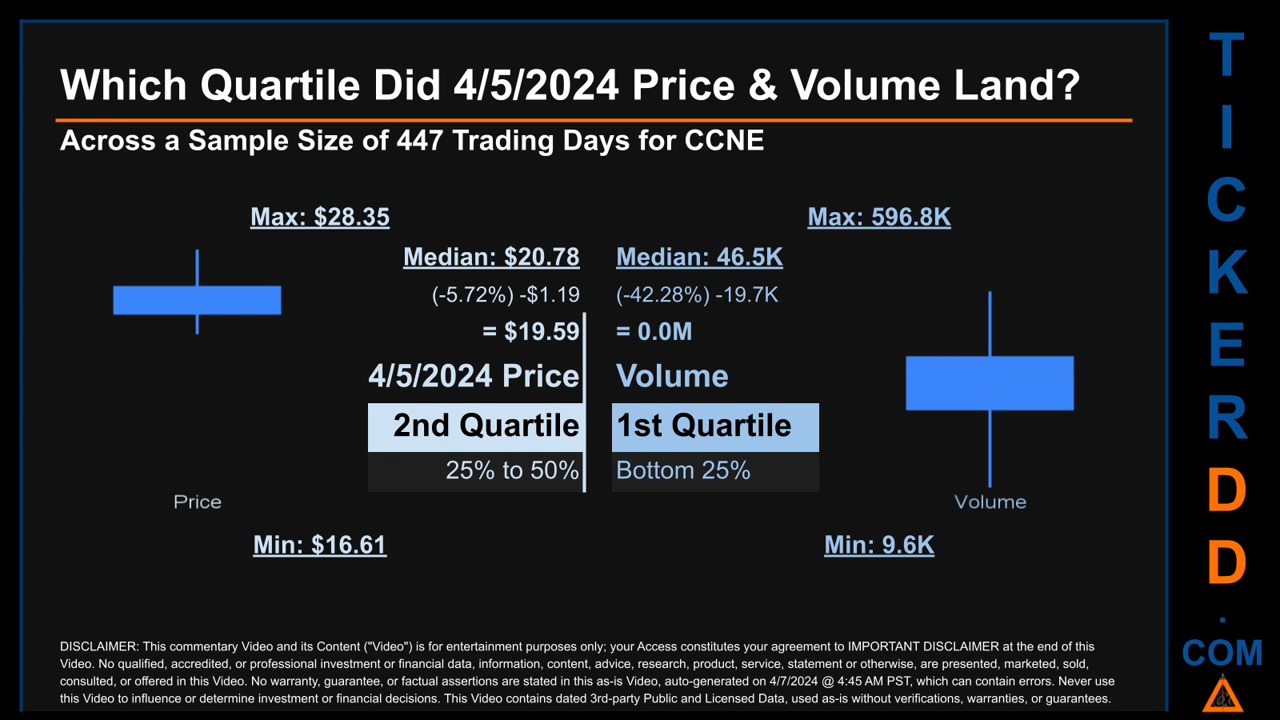 Which Quartile Did 4/5/2024 Price & Volume Land?
Across a Sample Size of 447 Trading Days for CCNE
Max: $28.35
Max: 596.8K
Median: $20.78
Median: 46.5K
(-5.72%) -$1.19
(-42.28%) -19.7K
= $19.59
= 0.0M
4/5/2024 Price
Volume
2nd Quartile
1st Quartile
25% to 50%
Bottom 25%
Price
Volume
Min: $16.61
Min: 9.6K
DISCLAIMER: This commentary Video and its Content ("Video") is for entertainment purposes only; your Access constitutes your agreement to IMPORTANT DISCLAIMER at the end of this
Video. No qualified, accredited, or professional investment or financial data, information, content, advice, research, product, service, statement or otherwise, are presented, marketed, sold,
consulted, or offered in this Video. No warranty, guarantee, or factual assertions are stated in this as-is Video, auto-generated on 4/7/2024 @ 4:45 AM PST, which can contain errors. Never use
this Video to influence or determine investment or financial decisions. This Video contains dated 3rd-party Public and Licensed Data, used as-is without verifications, warranties, or guarantees.
T
I
C
K
E
R
D
D
.
COM